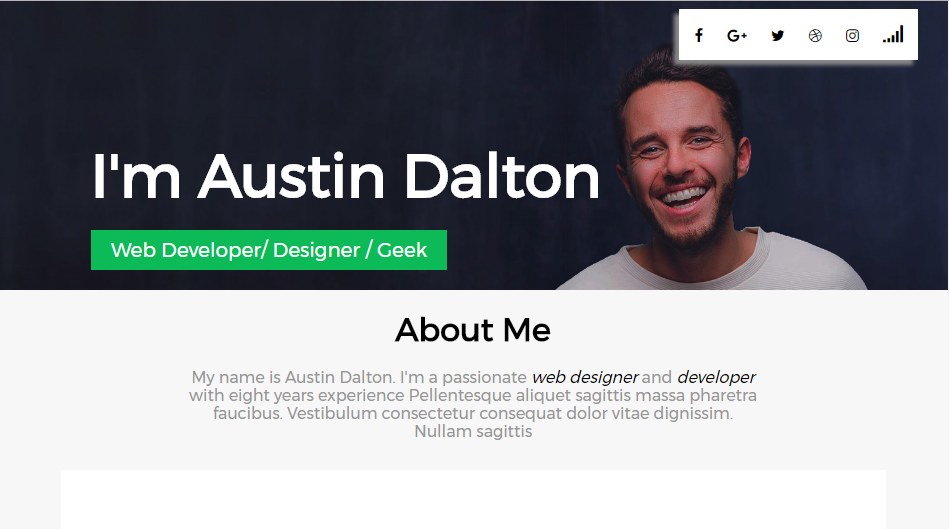 I'm Austin Dalton
Web Developer/ Designer / Geek
About Me
My name is Austin Dalton. I'm a passionate web designer and developer
with eight years experience Pellentesque aliquet sagittis massa pharetra
faucibus. Vestibulum consectetur consequat dolor vitae dignissim.
Nullam sagittis